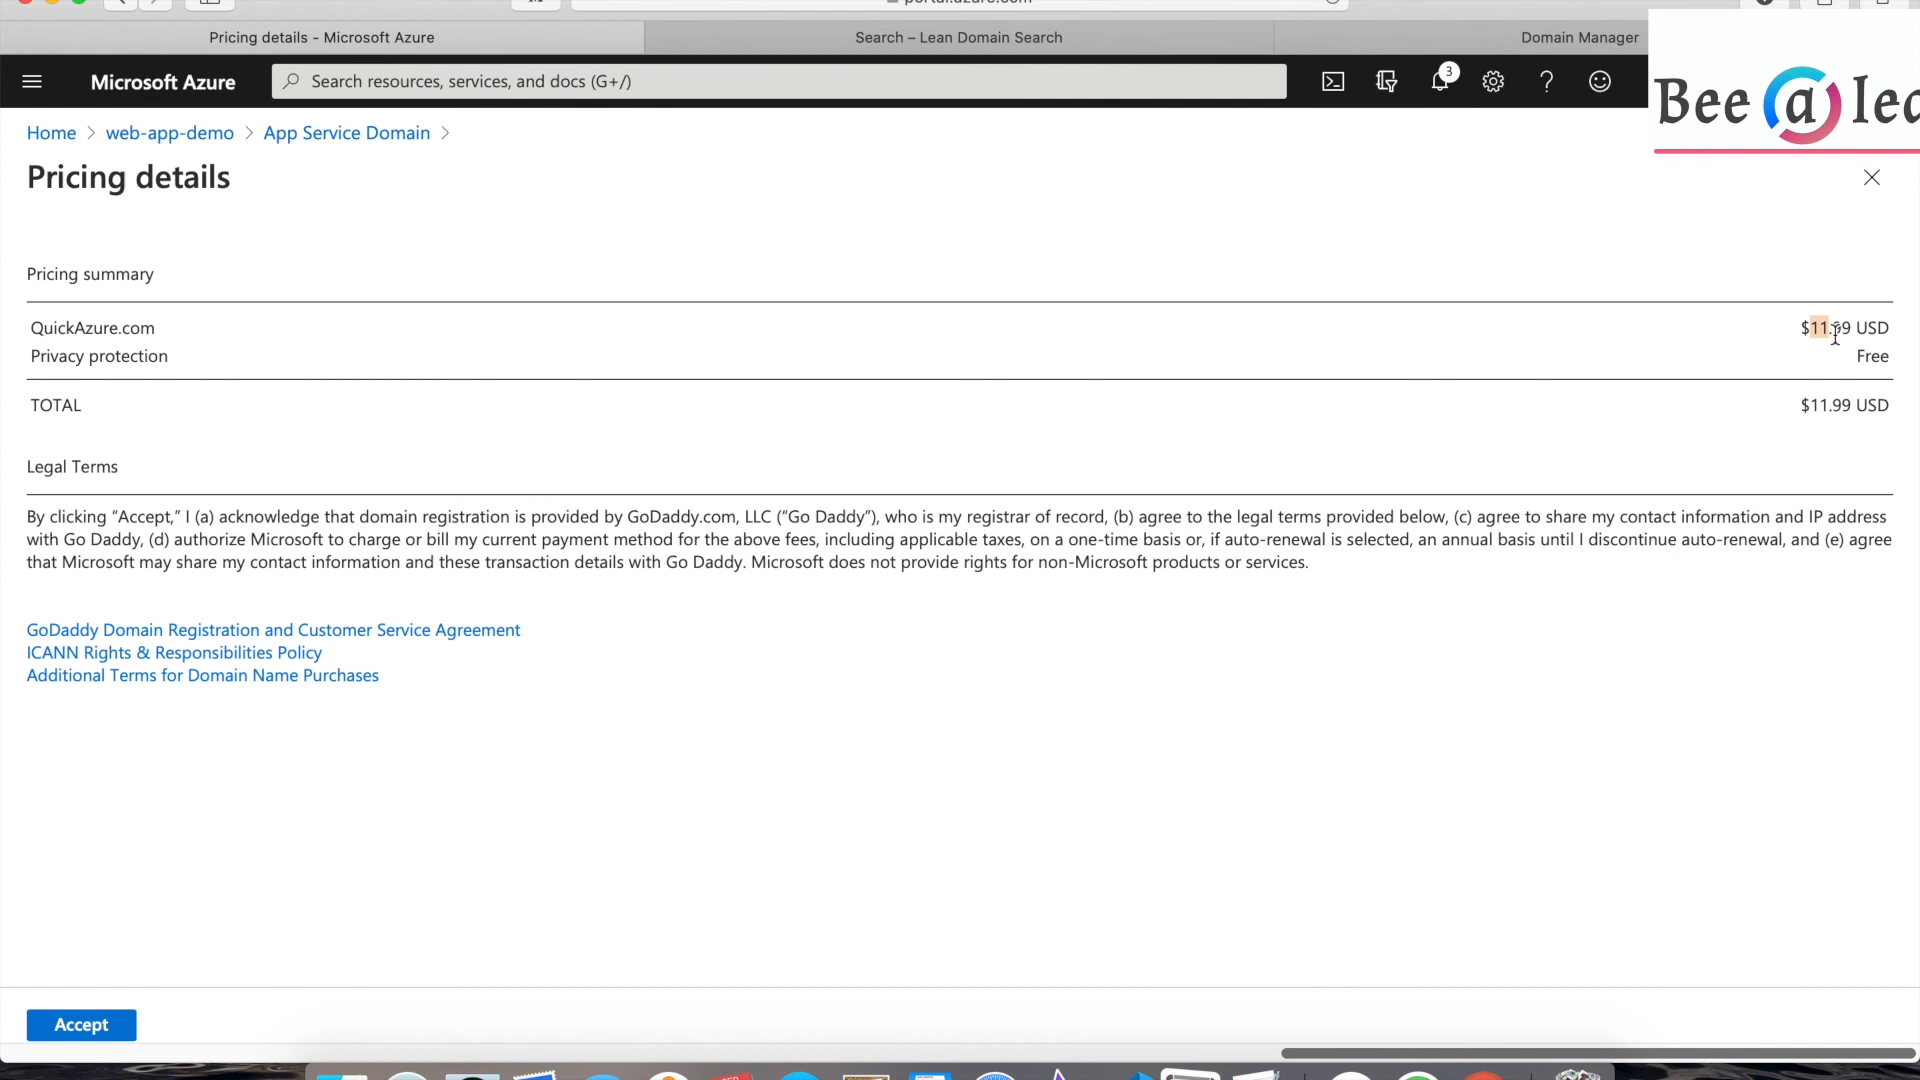 Pricing details - Microsoft Azure
Search – Lean Domain Search
Domain Manager
Microsoft Azure
Search resources, services, and docs (G+/)
3
Bee a
Home > web-app-demo > App Service Domain >
Pricing details
Pricing summary
QuickAzure.com $11.99 USD
Privacy protection Free
TOTAL $11.99 USD
Legal Terms
By clicking “Accept,” I (a) acknowledge that domain registration is provided by GoDaddy.com, LLC (“Go Daddy”), who is my registrar of record, (b) agree to the legal terms provided below, (c) agree to share my contact information and IP address
with Go Daddy, (d) authorize Microsoft to charge or bill my current payment method for the above fees, including applicable taxes, on a one-time basis or, if auto-renewal is selected, an annual basis until I discontinue auto-renewal, and (e) agree
that Microsoft may share my contact information and these transaction details with Go Daddy. Microsoft does not provide rights for non-Microsoft products or services.
GoDaddy Domain Registration and Customer Service Agreement
ICANN Rights & Responsibilities Policy
Additional Terms for Domain Name Purchases
Accept